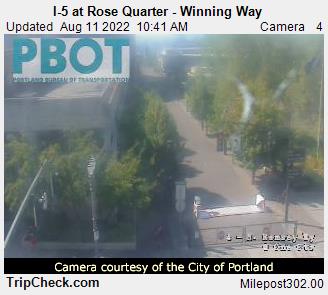 I-5 at Rose Quarter - Winning Way
Updated Aug 11 2022 10:41 AM Camera 4
PBOT
PORTLAND BUREAU OF TRANSPORTATION
Camera courtesy of the City of Portland
TripCheck.com Milepost302.00